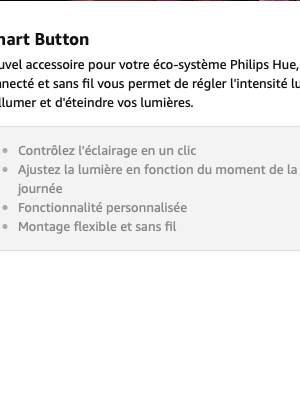 mart Button
uvel accessoire pour votre éco-système Philips Hue,
nnecté et sans fil vous permet de régler l'intensité lu
llumer et d'éteindre vos lumières.
• Contrôlez l'éclairage en un clic
• Ajustez la lumière en fonction du moment de la
journée
• Fonctionnalité personnalisée
• Montage flexible et sans fil